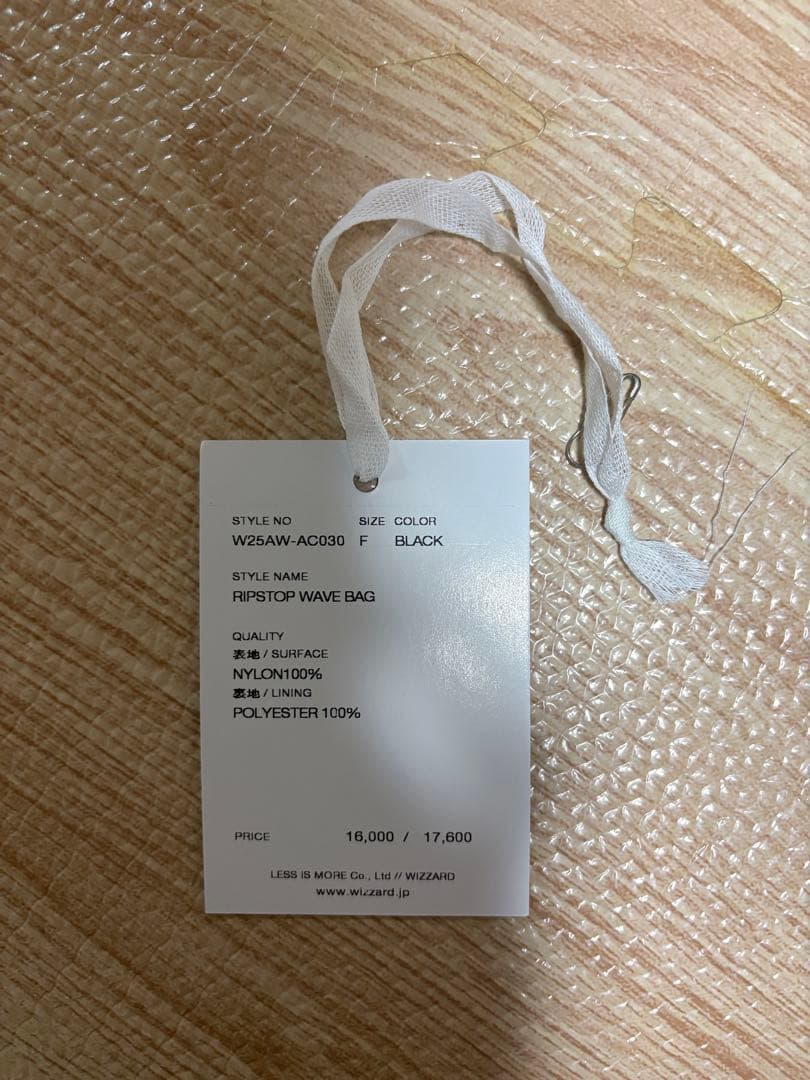 STYLE NO SIZE COLOR
W25AW-AC030 F BLACK
STYLE NAME
RIPSTOP WAVE BAG
QUALITY
表地 / SURFACE
NYLON100%
裏地 / LINING
POLYESTER 100%
PRICE 16,000 / 17,600
LESS IS MORE Co., Ltd // WIZZARD
www.wizzard.jp